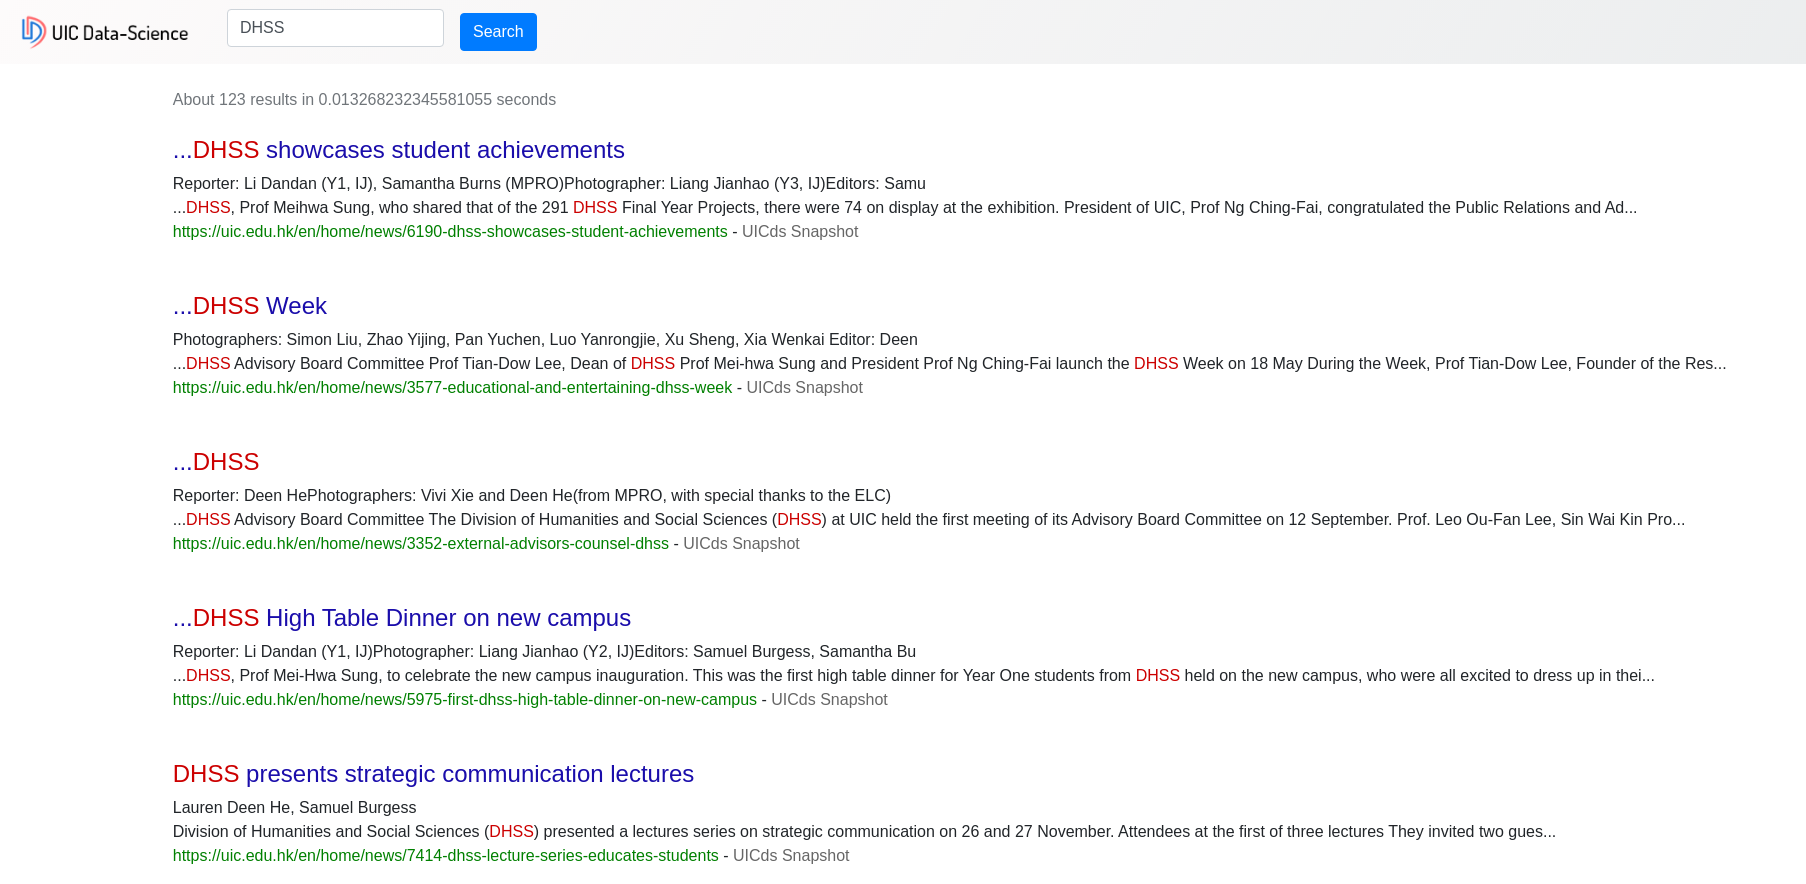 UIC Data-Science
DHSS
Search
About 123 results in 0.013268232345581055 seconds
...DHSS showcases student achievements
Reporter: Li Dandan (Y1, IJ), Samantha Burns (MPRO)Photographer: Liang Jianhao (Y3, IJ)Editors: Samu
...DHSS, Prof Meihwa Sung, who shared that of the 291 DHSS Final Year Projects, there were 74 on display at the exhibition. President of UIC, Prof Ng Ching-Fai, congratulated the Public Relations and Ad...
https://uic.edu.hk/en/home/news/6190-dhss-showcases-student-achievements - UICds Snapshot
...DHSS Week
Photographers: Simon Liu, Zhao Yijing, Pan Yuchen, Luo Yanrongjie, Xu Sheng, Xia Wenkai Editor: Deen
...DHSS Advisory Board Committee Prof Tian-Dow Lee, Dean of DHSS Prof Mei-hwa Sung and President Prof Ng Ching-Fai launch the DHSS Week on 18 May During the Week, Prof Tian-Dow Lee, Founder of the Res...
https://uic.edu.hk/en/home/news/3577-educational-and-entertaining-dhss-week - UICds Snapshot
...DHSS
Reporter: Deen HePhotographers: Vivi Xie and Deen He(from MPRO, with special thanks to the ELC)
...DHSS Advisory Board Committee The Division of Humanities and Social Sciences (DHSS) at UIC held the first meeting of its Advisory Board Committee on 12 September. Prof. Leo Ou-Fan Lee, Sin Wai Kin Pro...
https://uic.edu.hk/en/home/news/3352-external-advisors-counsel-dhss - UICds Snapshot
...DHSS High Table Dinner on new campus
Reporter: Li Dandan (Y1, IJ)Photographer: Liang Jianhao (Y2, IJ)Editors: Samuel Burgess, Samantha Bu
...DHSS, Prof Mei-Hwa Sung, to celebrate the new campus inauguration. This was the first high table dinner for Year One students from DHSS held on the new campus, who were all excited to dress up in thei...
https://uic.edu.hk/en/home/news/5975-first-dhss-high-table-dinner-on-new-campus - UICds Snapshot
DHSS presents strategic communication lectures
Lauren Deen He, Samuel Burgess
Division of Humanities and Social Sciences (DHSS) presented a lectures series on strategic communication on 26 and 27 November. Attendees at the first of three lectures They invited two gues...
https://uic.edu.hk/en/home/news/7414-dhss-lecture-series-educates-students - UICds Snapshot